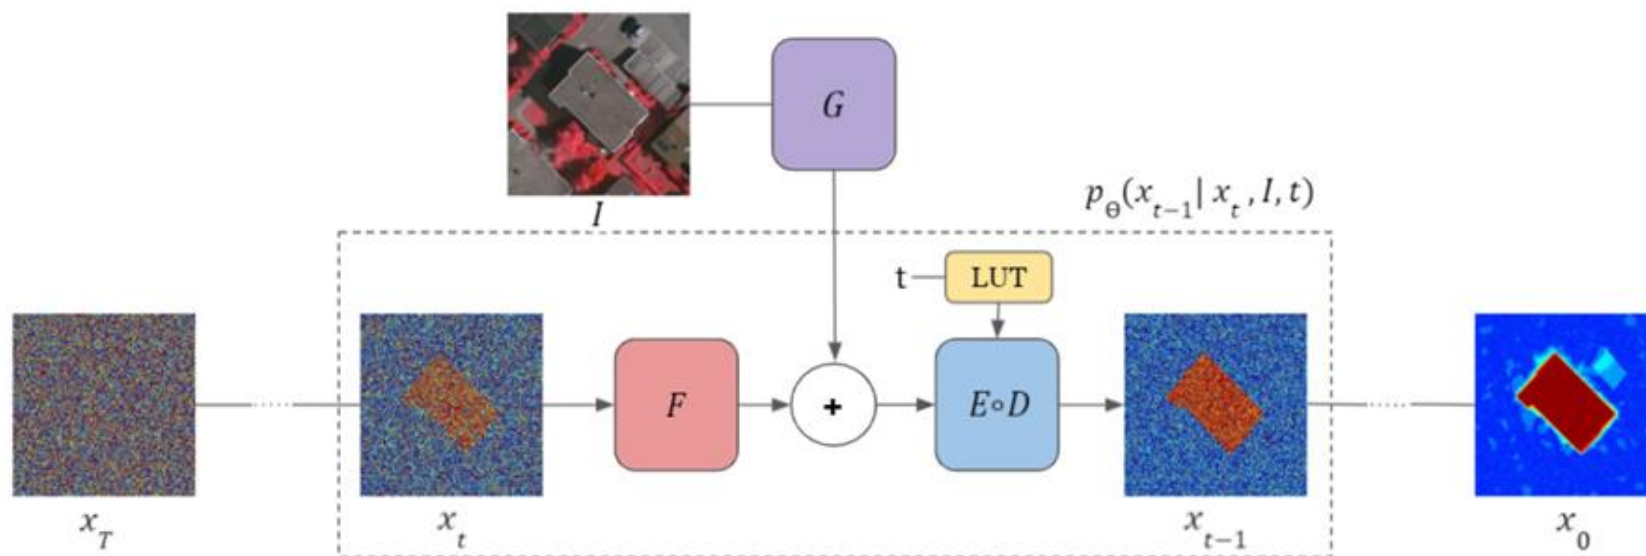 G
I
p_Θ(x_{t−1} | x_t, I, t)
t
LUT
F
+
E∘D
x_T
x_t
x_{t−1}
x_0